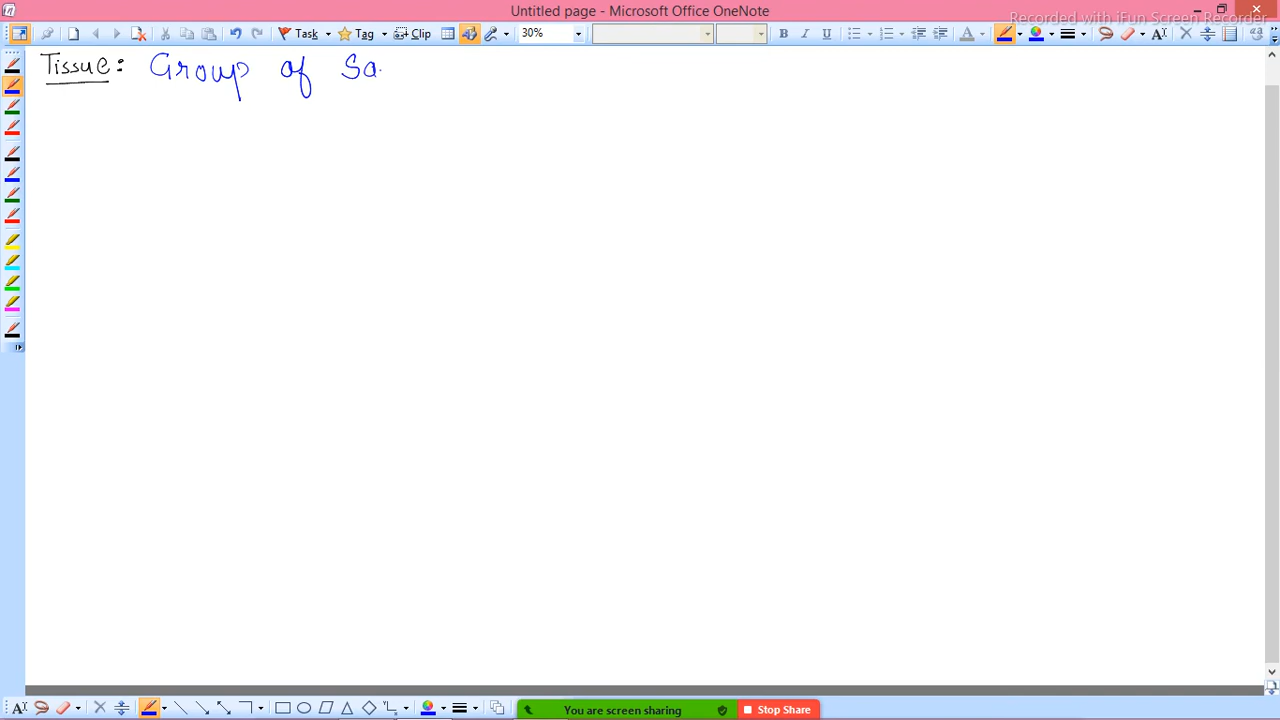 Untitled page - Microsoft Office OneNote
Recorded with iFun Screen Recorder
Task Tag Clip 30% B I U A
Tissue: Group of Sa
You are screen sharing Stop Share